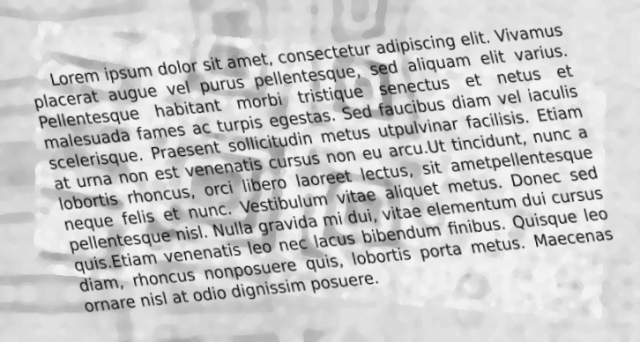 Lorem ipsum dolor sit amet, consectetur adipiscing elit. Vivamus
placerat augue vel purus pellentesque, sed aliquam elit varius.
Pellentesque habitant morbi tristique senectus et netus et
malesuada fames ac turpis egestas. Sed faucibus diam vel iaculis
scelerisque. Praesent sollicitudin metus utpulvinar facilisis. Etiam
at urna non est venenatis cursus non eu arcu.Ut tincidunt, nunc a
lobortis rhoncus, orci libero laoreet lectus, sit ametpellentesque
neque felis et nunc. Vestibulum vitae aliquet metus. Donec sed
pellentesque nisl. Nulla gravida mi dui, vitae elementum dui cursus
quis.Etiam venenatis leo nec lacus bibendum finibus. Quisque leo
diam, rhoncus nonposuere quis, lobortis porta metus. Maecenas
ornare nisl at odio dignissim posuere.